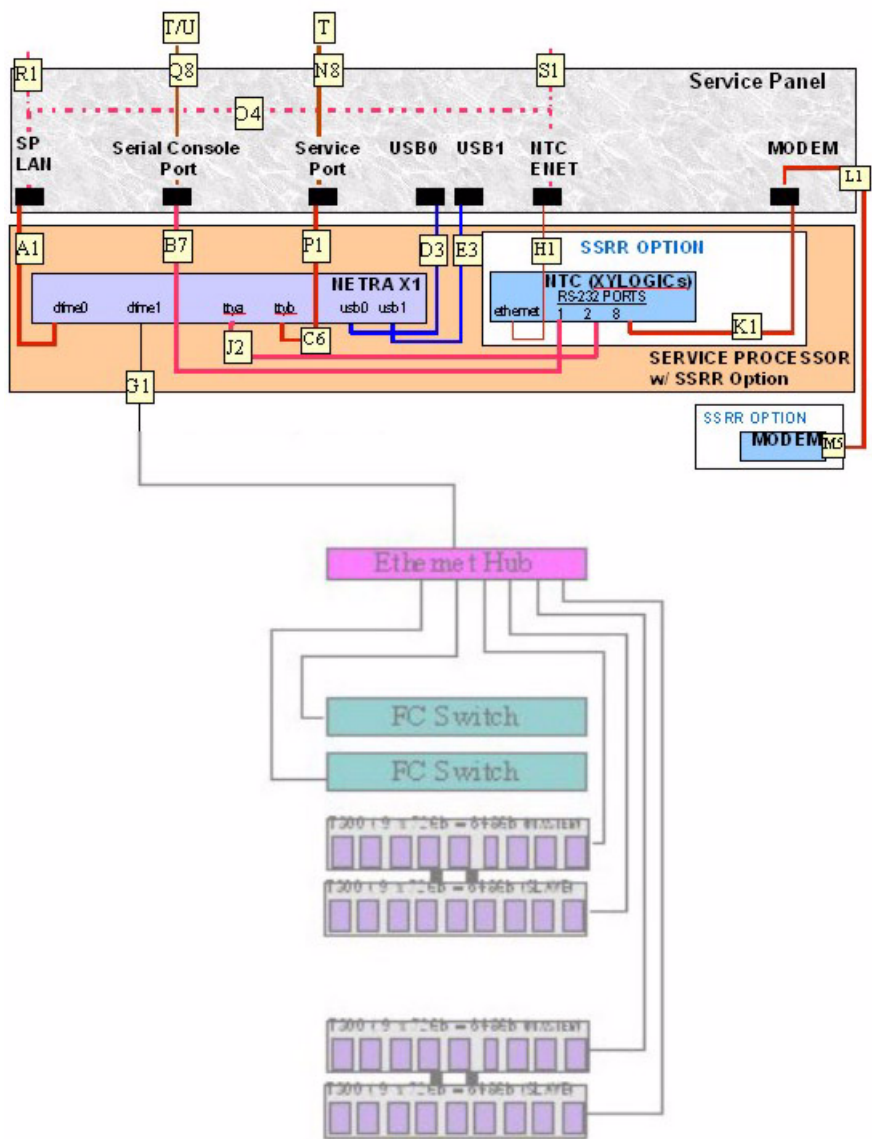 T/U T
R1 Q8 N8 S1
Service Panel
O4
SP LAN
Serial Console Port
Service Port
USB0
USB1
NTC ENET
MODEM
L1
A1 B7 P1 D3 E3 H1
SSRR OPTION
NETRA X1
NTC (XYLOGICs)
RS-232 PORTS
dfme0 dfme1 ttya ttyb usb0 usb1
ethernet 1 2 8
J2 C6 K1
SERVICE PROCESSOR
w/ SSRR Option
G1
SSRR OPTION
MODEM M5
Ethernet Hub
FC Switch
FC Switch